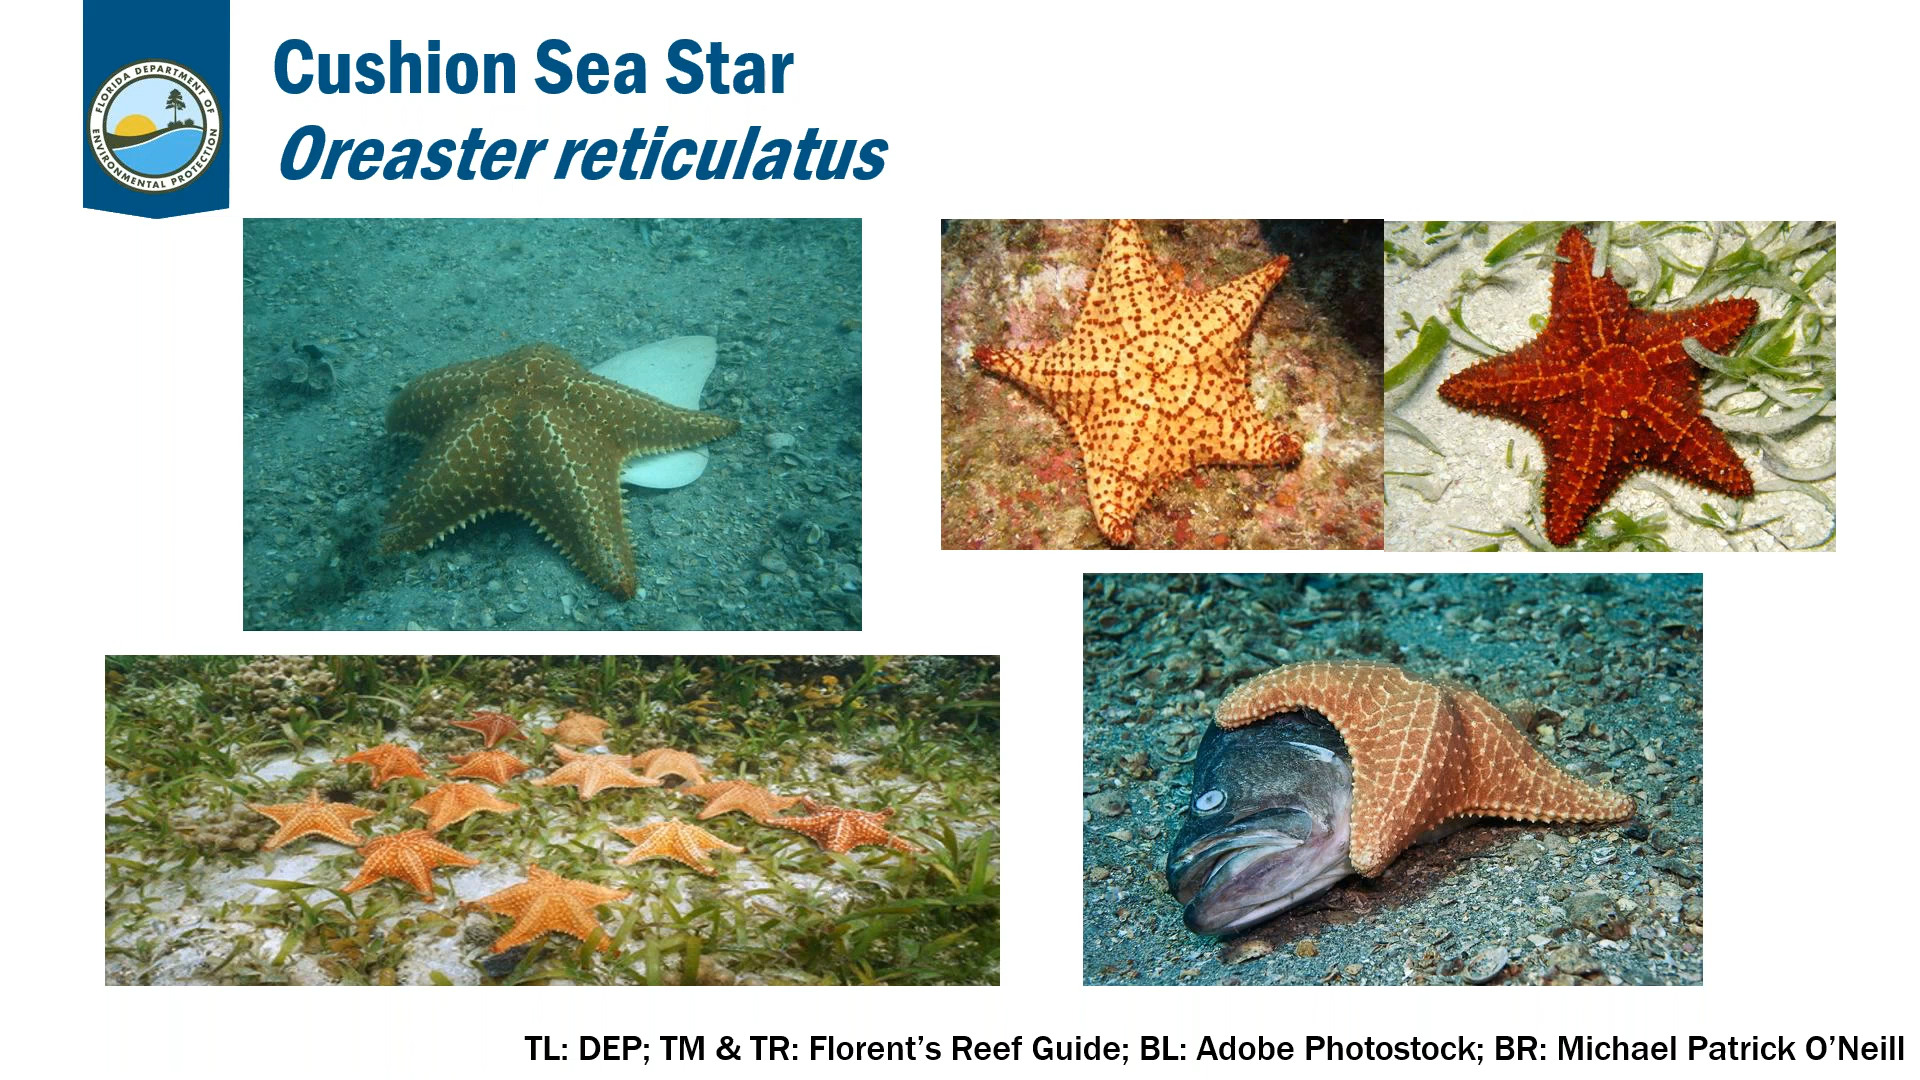 FLORIDA DEPARTMENT OF
ENVIRONMENTAL PROTECTION
Cushion Sea Star
Oreaster reticulatus
TL: DEP; TM & TR: Florent’s Reef Guide; BL: Adobe Photostock; BR: Michael Patrick O’Neill